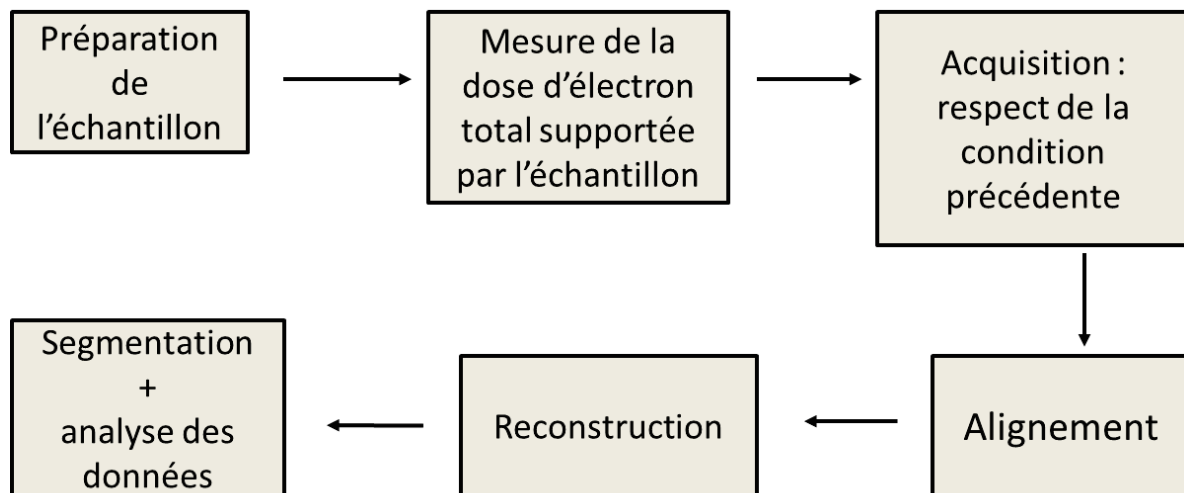 Préparation
de
l'échantillon
Mesure de la
dose d'électron
total supportée
par l'échantillon
Acquisition :
respect de la
condition
précédente
Alignement
Reconstruction
Segmentation
+
analyse des
données